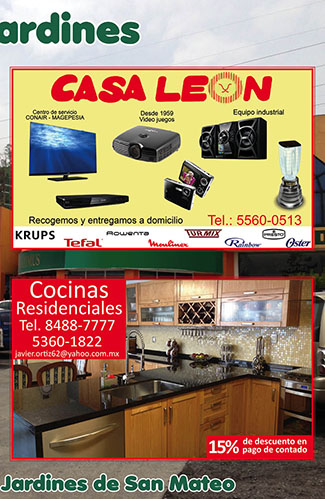 ardines
CASA LEON
Centro de servicio
CONAIR - MAGEPESIA
Desde 1959
Video juegos
Equipo industrial
Recogemos y entregamos a domicilio
Tel.: 5560-0513
KRUPS
Rowenta
TURMIX
PRESTO
Tefal
Moulinex
Rainbow
Oster
Cocinas
Residenciales
Tel. 8488-7777
5360-1822
javier.ortiz62@yahoo.com.mx
15% de descuento en
pago de contado
Jardines de San Mateo